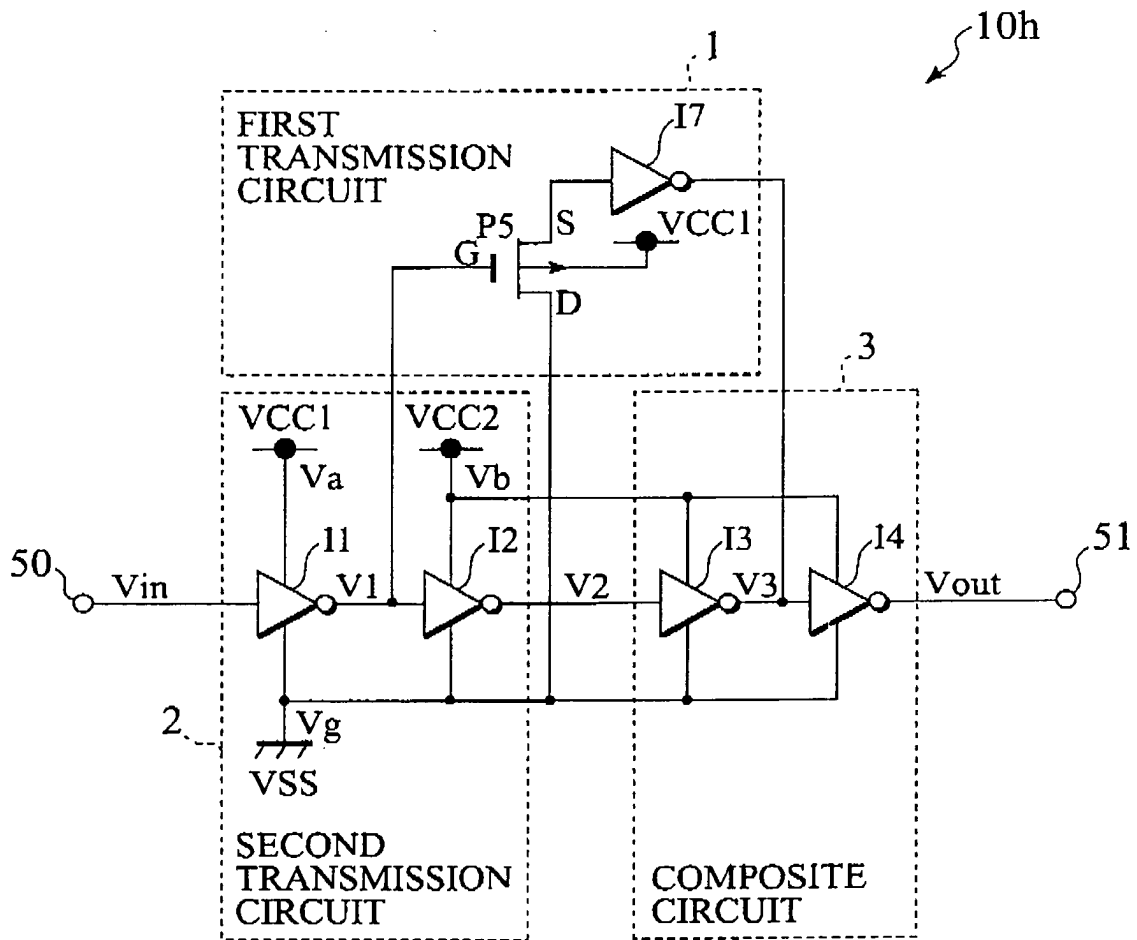 10h
1
FIRST
TRANSMISSION
CIRCUIT
I7
P5
S
VCC1
G
D
3
VCC1
VCC2
Va
Vb
I1
I2
I3
I4
50
51
Vin
V1
V2
V3
Vout
2
Vg
VSS
SECOND
TRANSMISSION
CIRCUIT
COMPOSITE
CIRCUIT